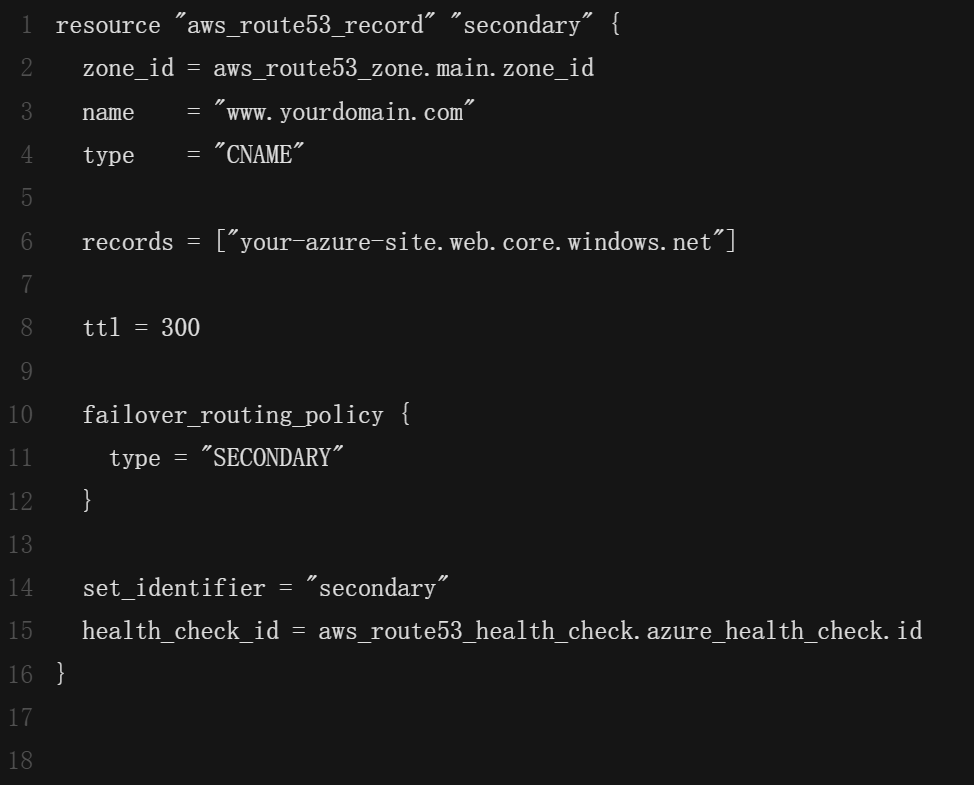 1 resource "aws_route53_record" "secondary" {
2 zone_id = aws_route53_zone.main.zone_id
3 name    = "www.yourdomain.com"
4 type    = "CNAME"
5
6 records = ["your-azure-site.web.core.windows.net"]
7
8 ttl = 300
9
10 failover_routing_policy {
11 type = "SECONDARY"
12 }
13
14 set_identifier = "secondary"
15 health_check_id = aws_route53_health_check.azure_health_check.id
16 }
17
18